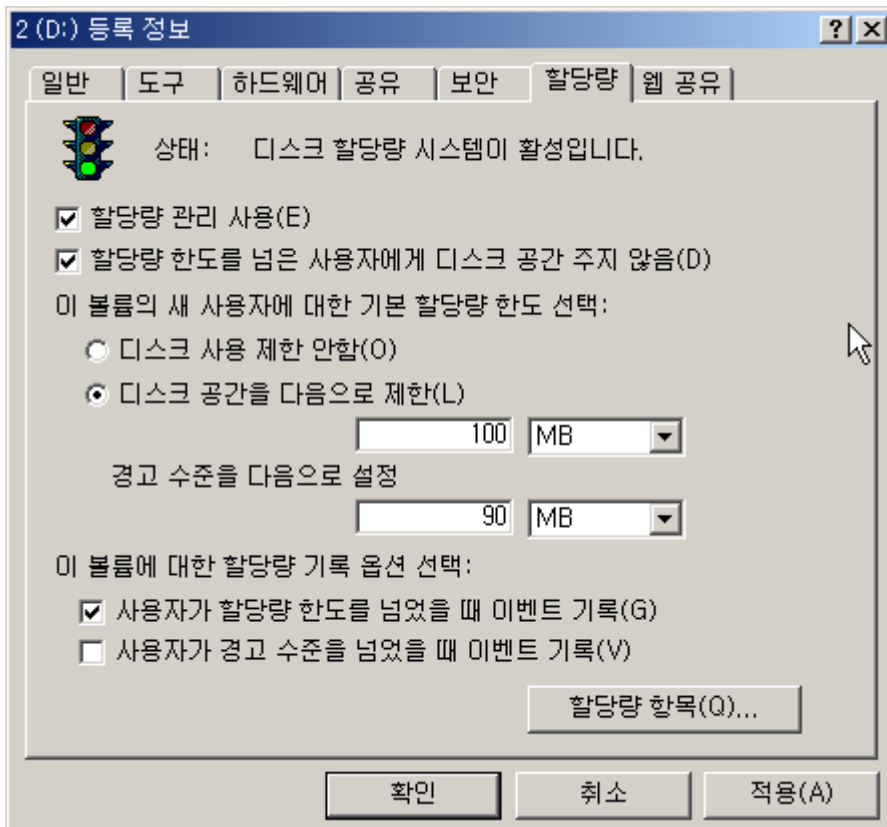 2 (D:) 등록 정보
일반 도구 하드웨어 공유 보안 할당량 웹 공유
상태: 디스크 할당량 시스템이 활성입니다.
할당량 관리 사용(E)
할당량 한도를 넘은 사용자에게 디스크 공간 주지 않음(D)
이 볼륨의 새 사용자에 대한 기본 할당량 한도 선택:
디스크 사용 제한 안함(O)
디스크 공간을 다음으로 제한(L)
100 MB
경고 수준을 다음으로 설정
90 MB
이 볼륨에 대한 할당량 기록 옵션 선택:
사용자가 할당량 한도를 넘었을 때 이벤트 기록(G)
사용자가 경고 수준을 넘었을 때 이벤트 기록(V)
할당량 항목(Q)...
확인 취소 적용(A)